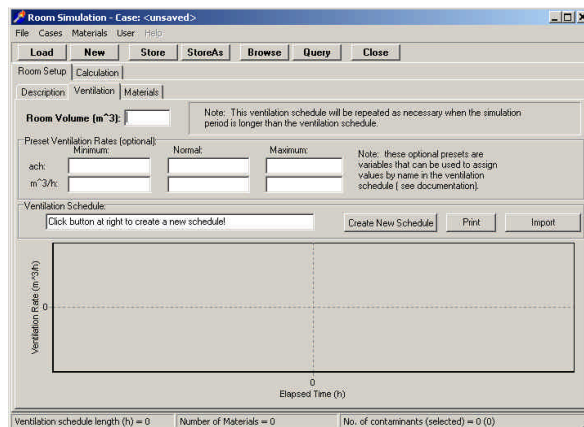 Room Simulation - Case: <unsaved>
File Cases Materials User Help
Load New Store StoreAs Browse Query Close
Room Setup Calculation
Description Ventilation Materials
Room Volume (m^3):
Note: This ventilation schedule will be repeated as necessary when the simulation
period is longer than the ventilation schedule.
Preset Ventilation Rates (optional):
Minimum: Normal: Maximum:
ach:
m^3/h:
Note: these optional presets are
variables that can be used to assign
values by name in the ventilation
schedule ( see documentation).
Ventilation Schedule:
Click button at right to create a new schedule!
Create New Schedule Print Import
Ventilation Rate (m^3/h)
0
0
Elapsed Time (h)
Ventilation schedule length (h) = 0 Number of Materials = 0 No. of contaminants (selected) = 0 (0)